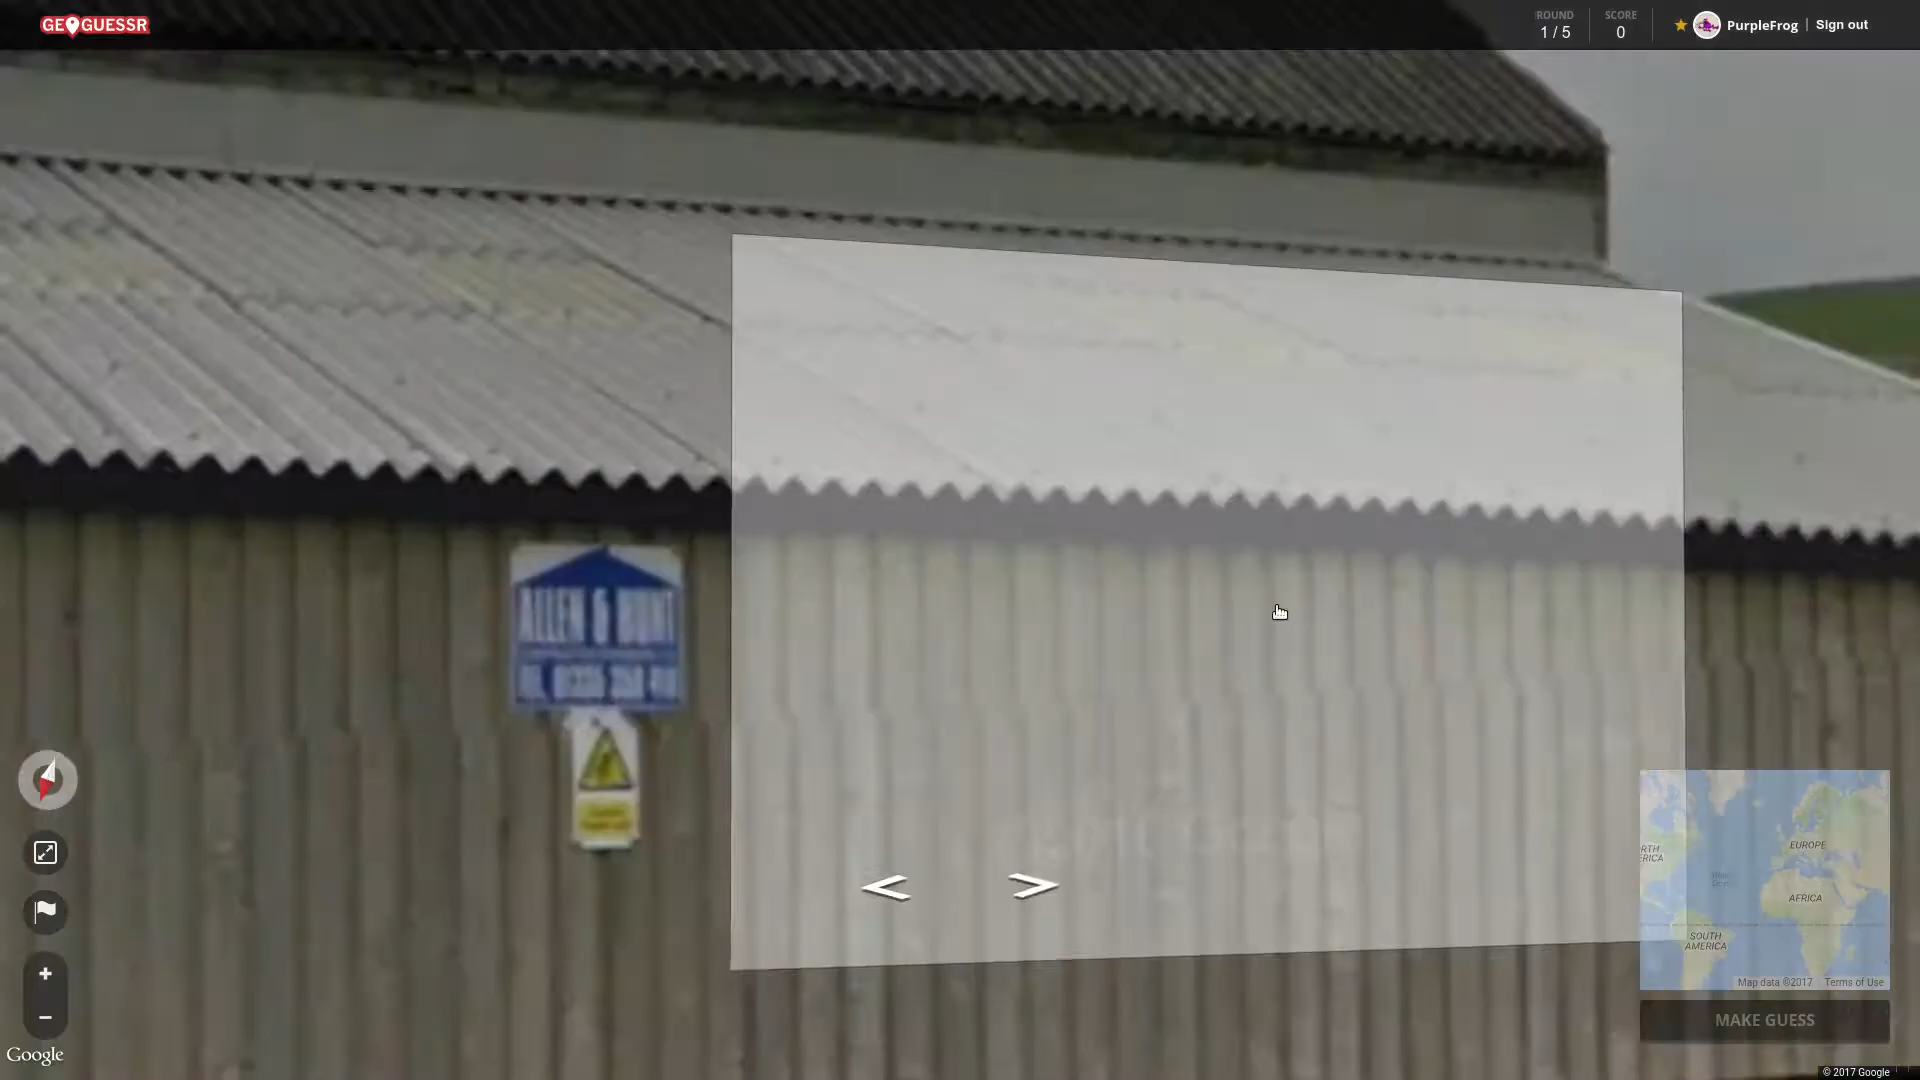 GEOGUESSR
ROUND
1 / 5
SCORE
0
PurpleFrog | Sign out
ALLEN & HUNT
EUROPE
AFRICA
SOUTH
AMERICA
Map data ©2017 Terms of Use
MAKE GUESS
Google
© 2017 Google